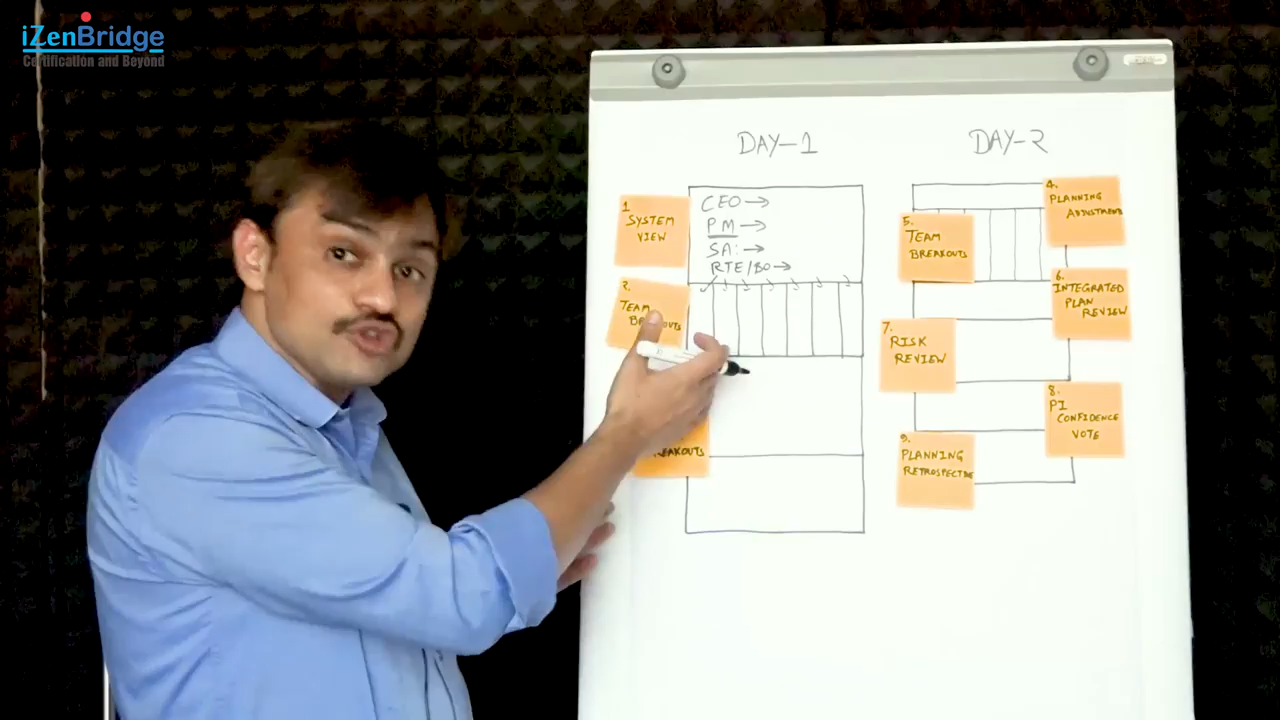 iZenBridge
Certification and Beyond
DAY-1
DAY-2
1.
SYSTEM
VIEW
CEO→
PM→
SA:→
RTE/BO→
2.
TEAM
BREAKOUTS
4.
PLANNING
ADJUSTMENT
5.
TEAM
BREAKOUTS
6.
INTEGRATED
PLAN
REVIEW
7.
RISK
REVIEW
8.
PI
CONFIDENCE
VOTE
9.
PLANNING
RETROSPECTIVE